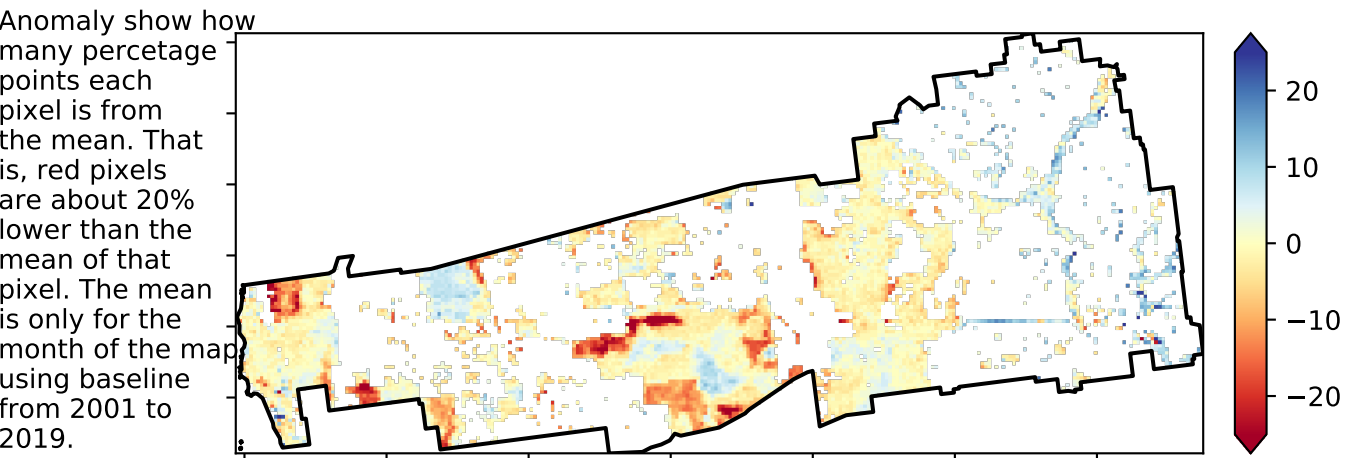 Anomaly show how
many percetage
points each
pixel is from
the mean. That
is, red pixels
are about 20%
lower than the
mean of that
pixel. The mean
is only for the
month of the map
using baseline
from 2001 to
2019.
20
10
0
−10
−20